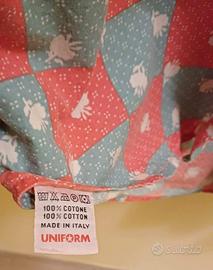 100% COTONE
100% COTTON
MADE IN ITALY
UNIFORM
subito